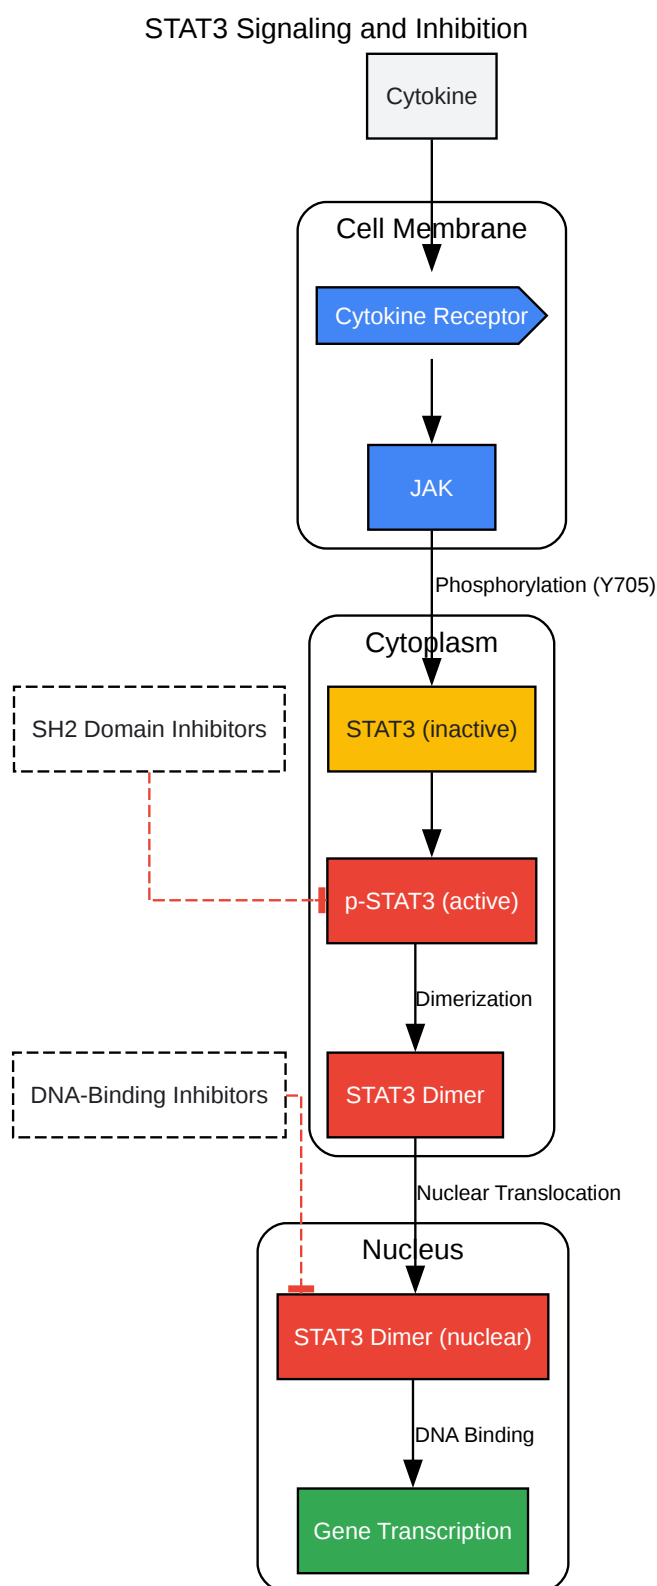 STAT3 Signaling and Inhibition
Cytokine
Cell Membrane
Cytokine Receptor
JAK
Phosphorylation (Y705)
Cytoplasm
SH2 Domain Inhibitors
STAT3 (inactive)
p-STAT3 (active)
Dimerization
DNA-Binding Inhibitors
STAT3 Dimer
Nuclear Translocation
Nucleus
STAT3 Dimer (nuclear)
DNA Binding
Gene Transcription